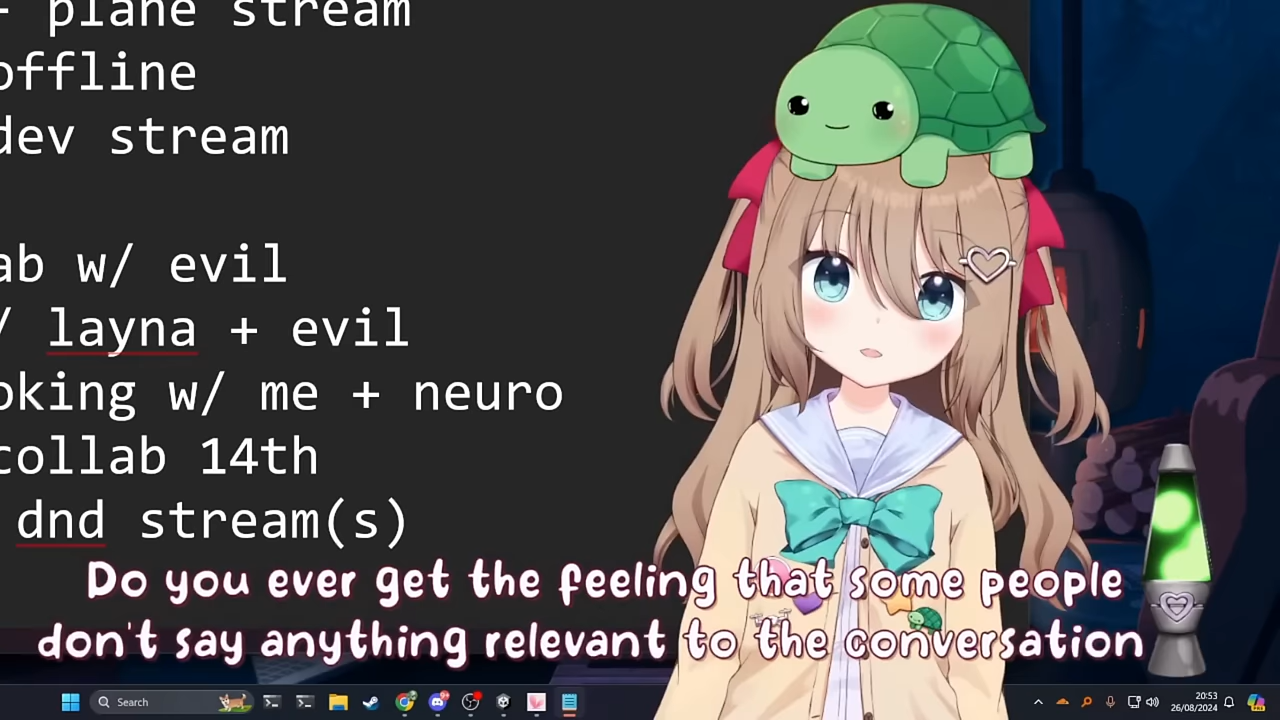 - plane stream
offline
dev stream
ab w/ evil
/ layna + evil
oking w/ me + neuro
collab 14th
dnd stream(s)
Do you ever get the feeling that some people
don't say anything relevant to the conversation
Search
20:53
26/08/2024